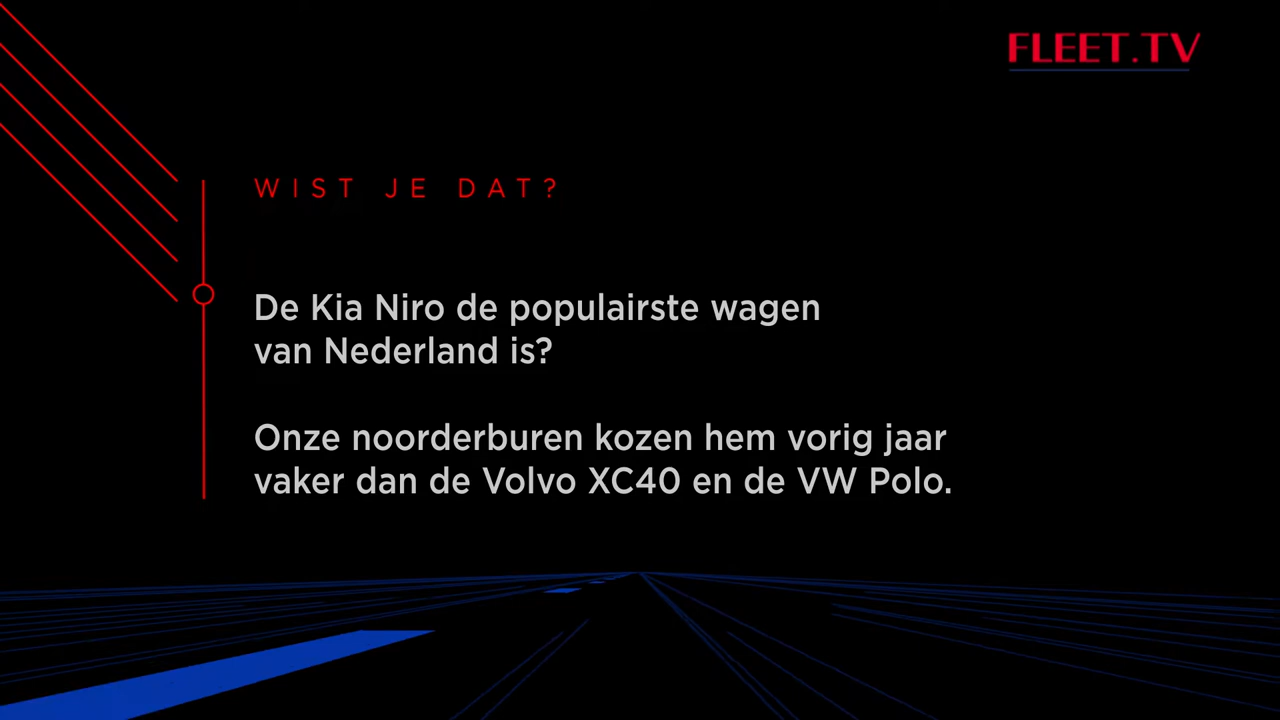 FLEET.TV
WIST JE DAT?
De Kia Niro de populairste wagen
van Nederland is?
Onze noorderburen kozen hem vorig jaar
vaker dan de Volvo XC40 en de VW Polo.